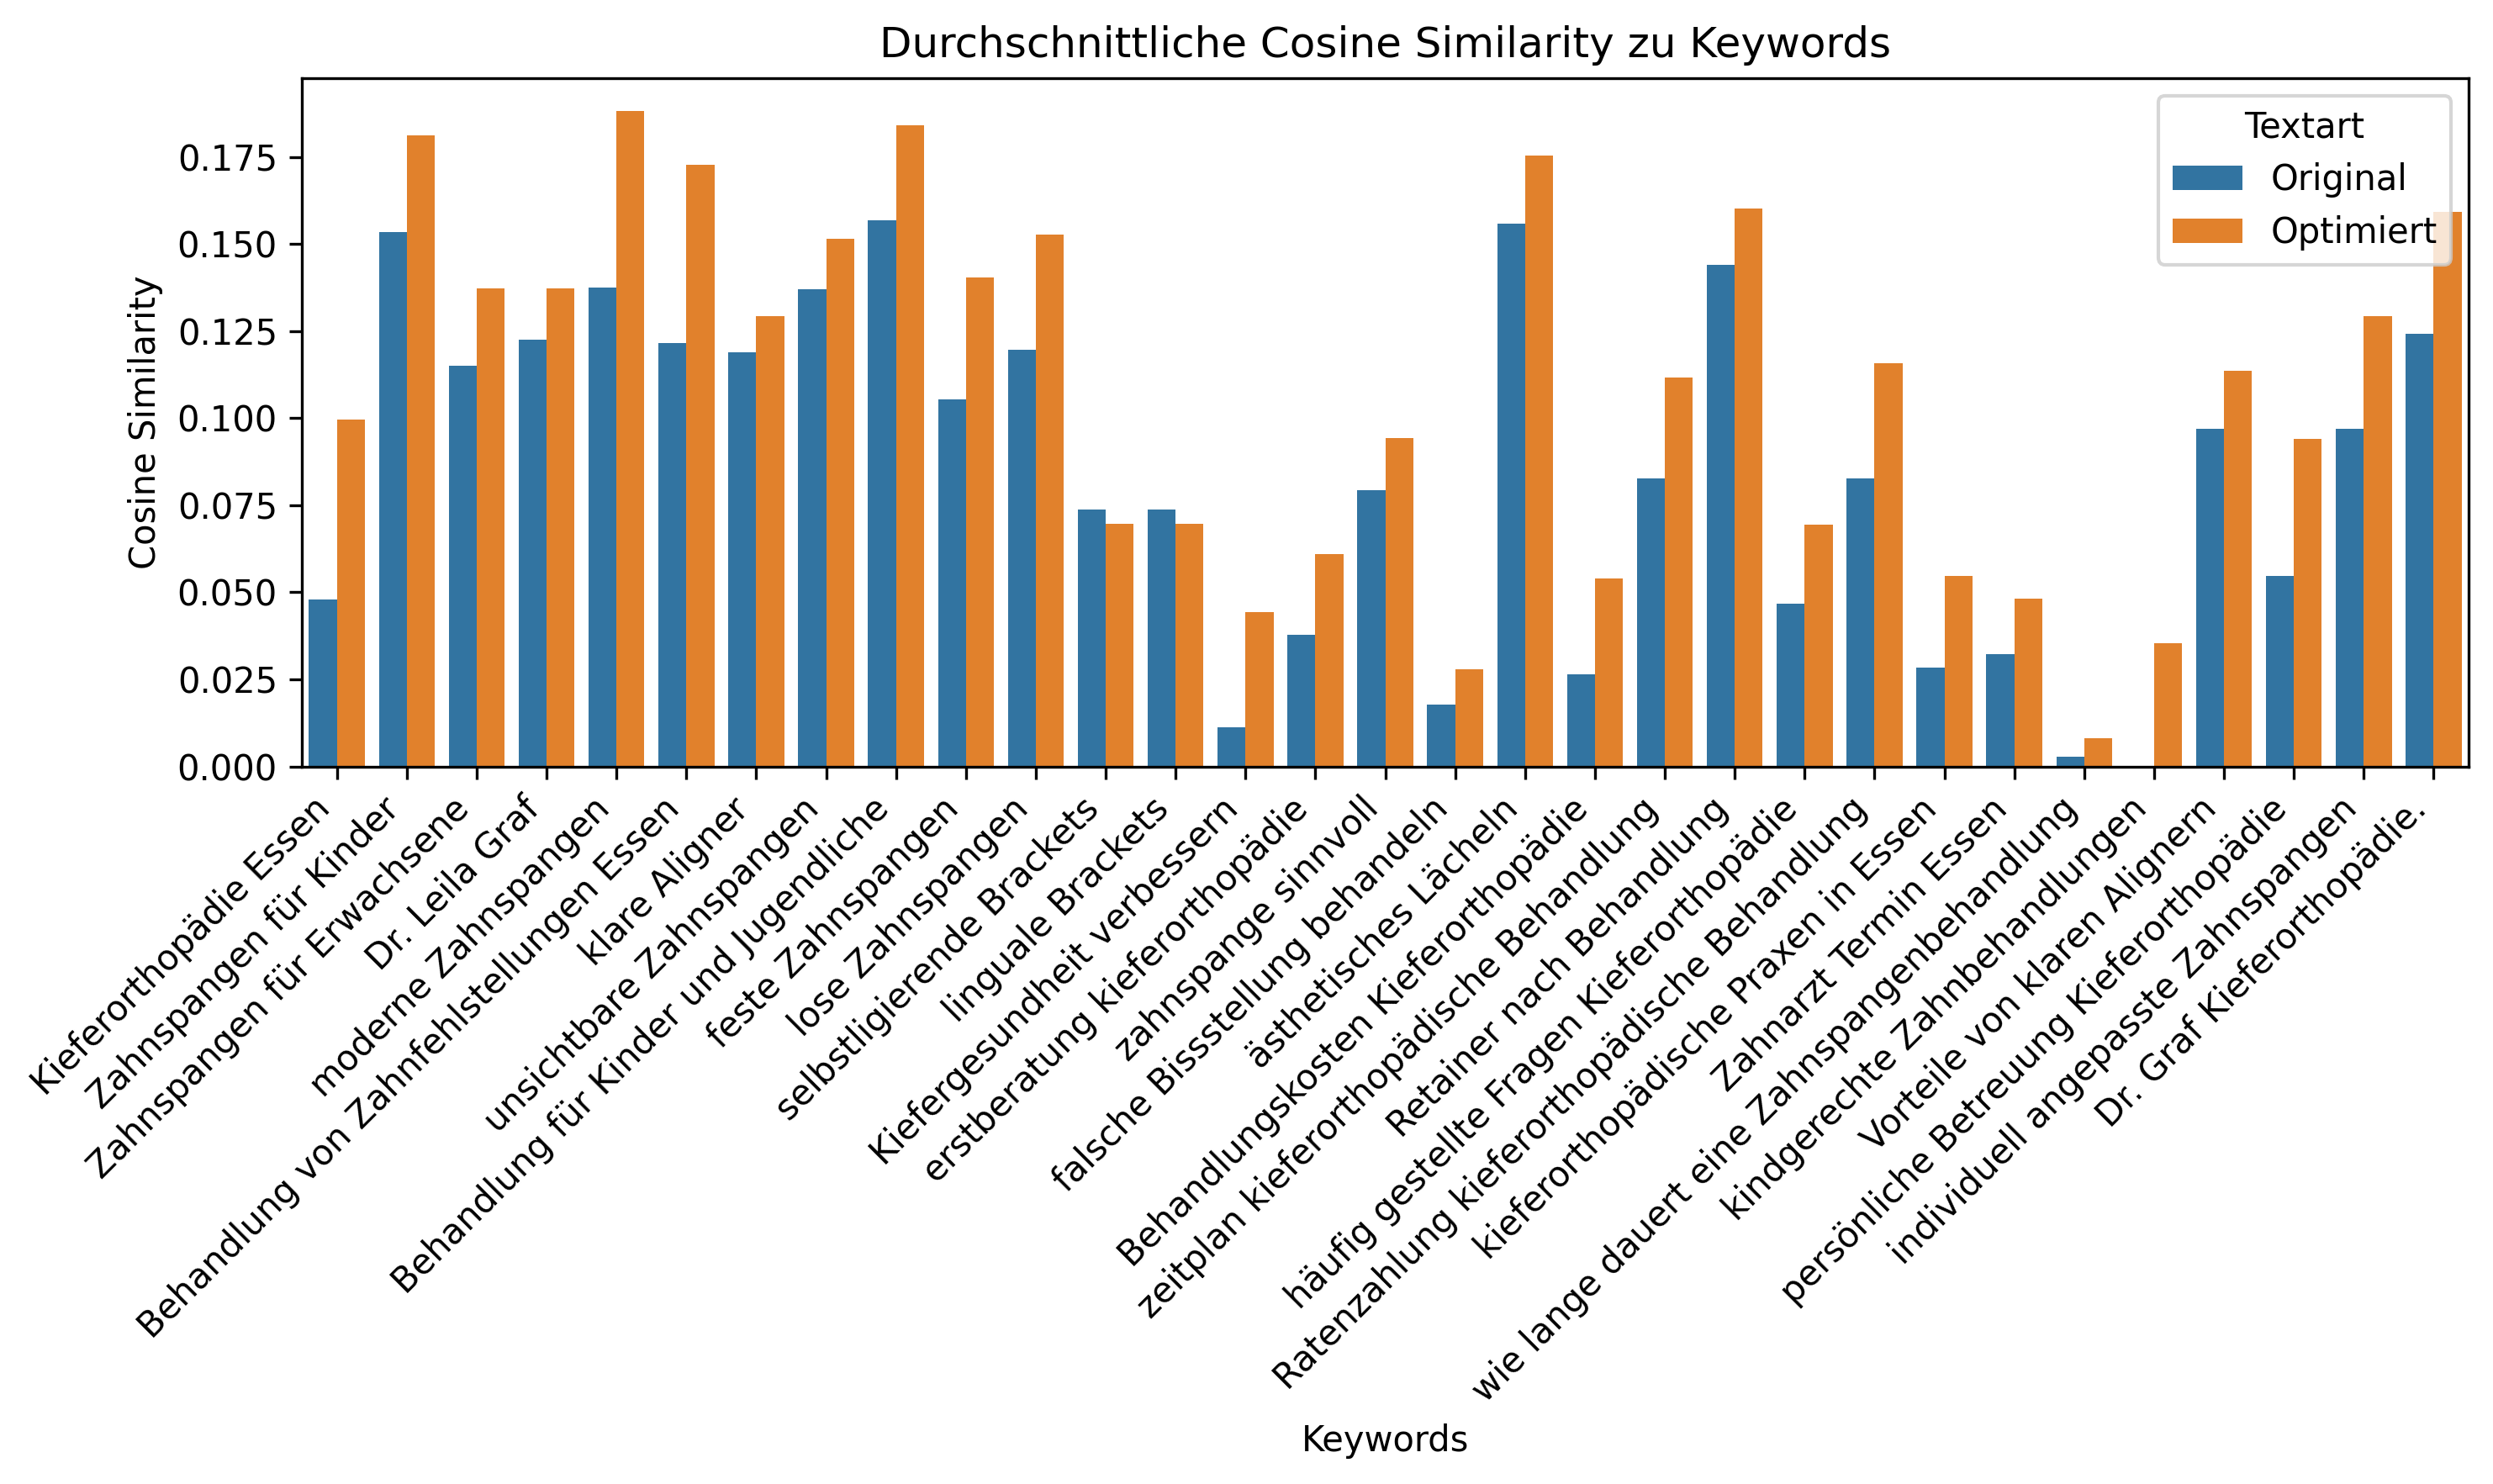 Durchschnittliche Cosine Similarity zu Keywords
Textart
Original
Optimiert
Cosine Similarity
0.175
0.150
0.125
0.100
0.075
0.050
0.025
0.000
Kieferorthopädie Essen
Zahnspangen für Kinder
Zahnspangen für Erwachsene
Dr. Leila Graf
moderne Zahnspangen
Behandlung von Zahnfehlstellungen Essen
klare Aligner
unsichtbare Zahnspangen
Behandlung für Kinder und Jugendliche
feste Zahnspangen
lose Zahnspangen
selbstligierende Brackets
linguale Brackets
Kiefergesundheit verbessern
erstberatung kieferorthopädie
zahnspange sinnvoll
falsche Bissstellung behandeln
ästhetisches Lächeln
Behandlungskosten Kieferorthopädie
zeitplan kieferorthopädische Behandlung
Retainer nach Behandlung
häufig gestellte Fragen Kieferorthopädie
Ratenzahlung kieferorthopädische Behandlung
kieferorthopädische Praxen in Essen
Zahnarzt Termin Essen
wie lange dauert eine Zahnspangenbehandlung
kindgerechte Zahnbehandlungen
Vorteile von klaren Alignern
persönliche Betreuung Kieferorthopädie
individuell angepasste Zahnspangen
Dr. Graf Kieferorthopädie.
Keywords